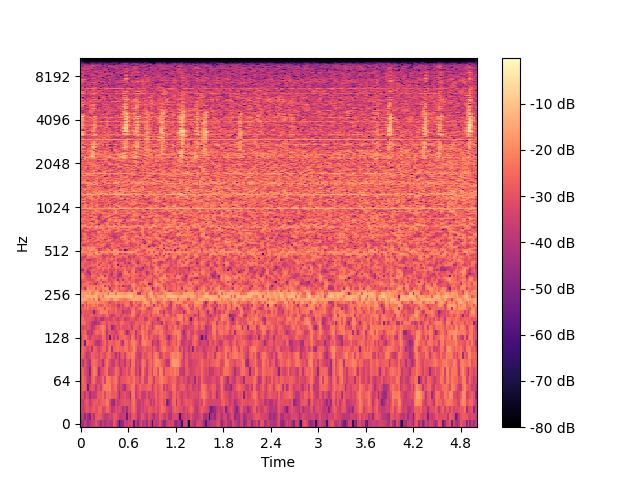 8192
4096
2048
1024
512
256
128
64
0
Hz
0 0.6 1.2 1.8 2.4 3 3.6 4.2 4.8
Time
-10 dB
-20 dB
-30 dB
-40 dB
-50 dB
-60 dB
-70 dB
-80 dB